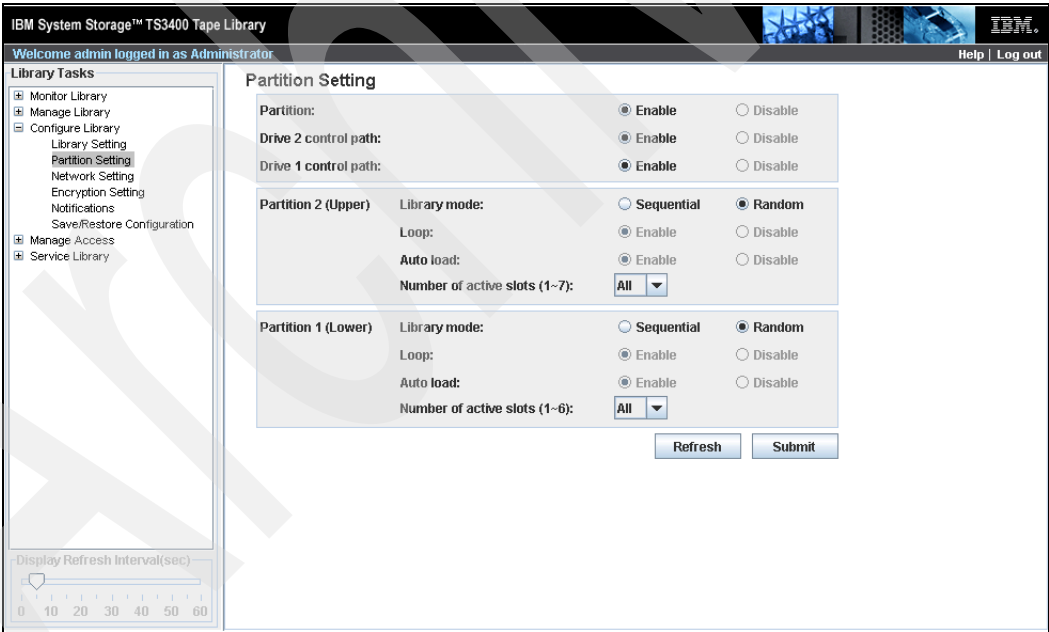 IBM System Storage™ TS3400 Tape Library
IBM.
Welcome admin logged in as Administrator
Help | Log out
Library Tasks
Monitor Library
Manage Library
Configure Library
Library Setting
Partition Setting
Network Setting
Encryption Setting
Notifications
Save/Restore Configuration
Manage Access
Service Library
Display Refresh Interval(sec)
0 10 20 30 40 50 60
Partition Setting
Partition: Enable Disable
Drive 2 control path: Enable Disable
Drive 1 control path: Enable Disable
Partition 2 (Upper) Library mode: Sequential Random
Loop: Enable Disable
Auto load: Enable Disable
Number of active slots (1~7): All
Partition 1 (Lower) Library mode: Sequential Random
Loop: Enable Disable
Auto load: Enable Disable
Number of active slots (1~6): All
Refresh Submit